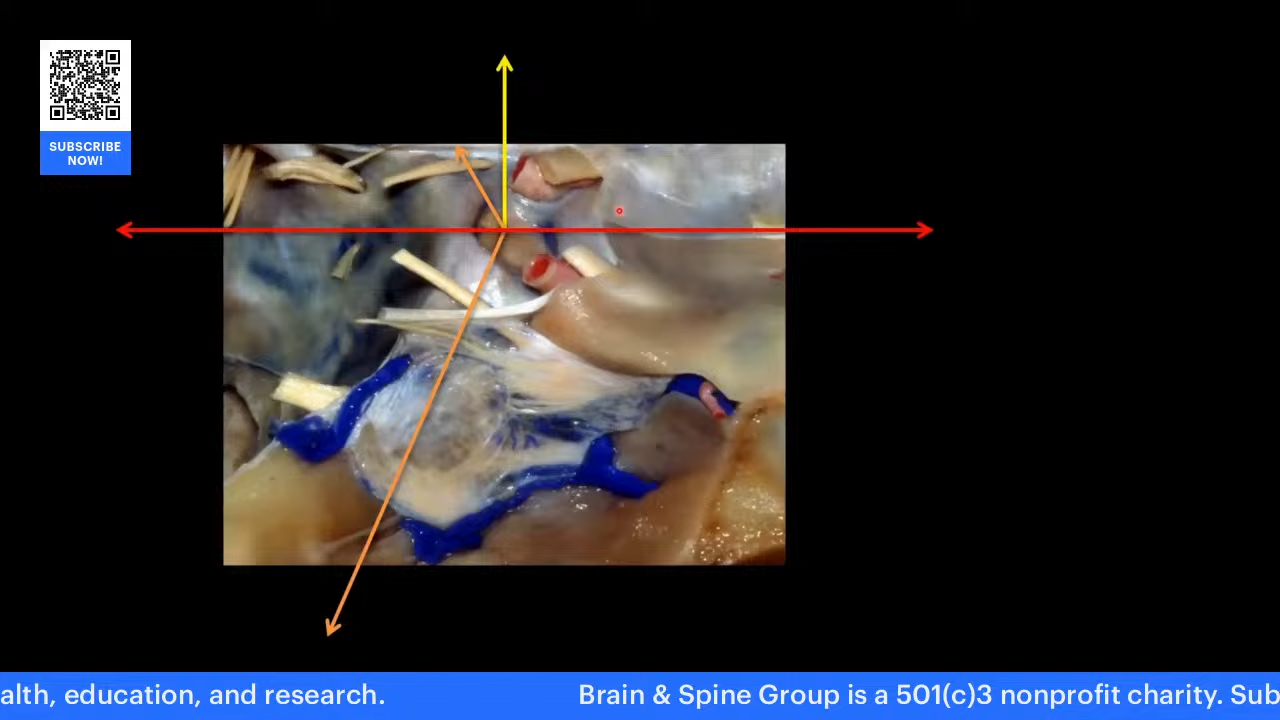 SUBSCRIBE
NOW!
alth, education, and research. Brain & Spine Group is a 501(c)3 nonprofit charity. Sub